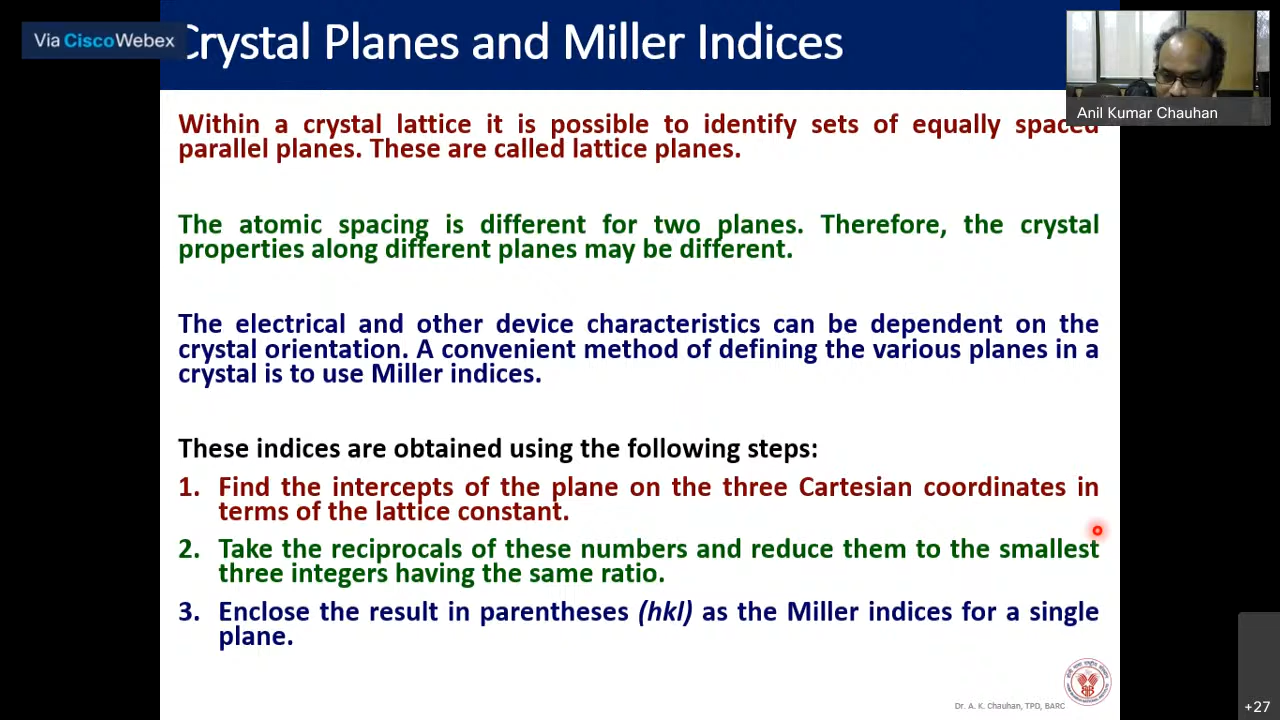 Via CiscoWebex
Crystal Planes and Miller Indices
Anil Kumar Chauhan
Within a crystal lattice it is possible to identify sets of equally spaced
parallel planes. These are called lattice planes.
The atomic spacing is different for two planes. Therefore, the crystal
properties along different planes may be different.
The electrical and other device characteristics can be dependent on the
crystal orientation. A convenient method of defining the various planes in a
crystal is to use Miller indices.
These indices are obtained using the following steps:
1. Find the intercepts of the plane on the three Cartesian coordinates in
terms of the lattice constant.
2. Take the reciprocals of these numbers and reduce them to the smallest
three integers having the same ratio.
3. Enclose the result in parentheses (hkl) as the Miller indices for a single
plane.
Dr. A. K. Chauhan, TPD, BARC
+27